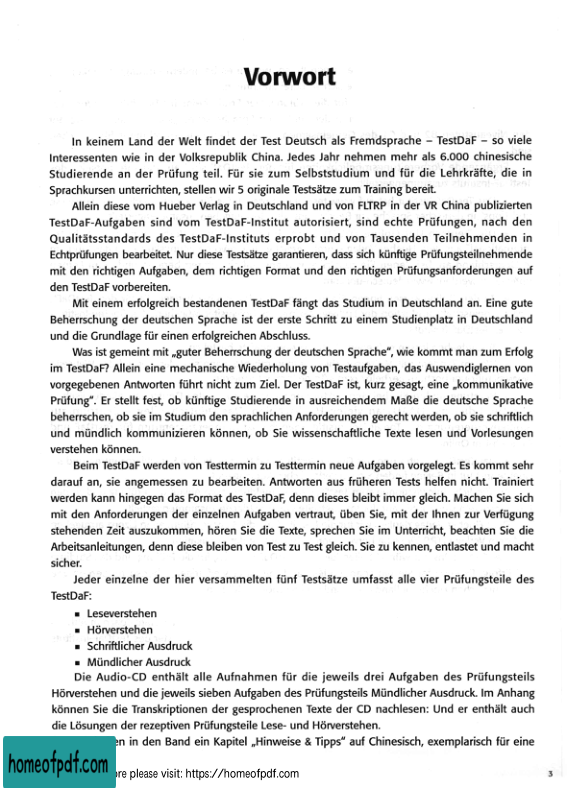 Vorwort
In keinem Land der Welt findet der Test Deutsch als Fremdsprache – TestDaF – so viele
Interessenten wie in der Volksrepublik China. Jedes Jahr nehmen mehr als 6.000 chinesische
Studierende an der Prüfung teil. Für sie zum Selbststudium und für die Lehrkräfte, die in
Sprachkursen unterrichten, stellen wir 5 originale Testsätze zum Training bereit.
Allein diese vom Hueber Verlag in Deutschland und von FLTRP in der VR China publizierten
TestDaF-Aufgaben sind vom TestDaF-Institut autorisiert, sind echte Prüfungen, nach den
Qualitätsstandards des TestDaF-Instituts erprobt und von Tausenden Teilnehmenden in
Echtprüfungen bearbeitet. Nur diese Testsätze garantieren, dass sich künftige Prüfungsteilnehmende
mit den richtigen Aufgaben, dem richtigen Format und den richtigen Prüfungsanforderungen auf
den TestDaF vorbereiten.
Mit einem erfolgreich bestandenen TestDaF fängt das Studium in Deutschland an. Eine gute
Beherrschung der deutschen Sprache ist der erste Schritt zu einem Studienplatz in Deutschland
und die Grundlage für einen erfolgreichen Abschluss.
Was ist gemeint mit „guter Beherrschung der deutschen Sprache“, wie kommt man zum Erfolg
im TestDaF? Allein eine mechanische Wiederholung von Testaufgaben, das Auswendiglernen von
vorgegebenen Antworten führt nicht zum Ziel. Der TestDaF ist, kurz gesagt, eine „kommunikative
Prüfung“. Er stellt fest, ob künftige Studierende in ausreichendem Maße die deutsche Sprache
beherrschen, ob sie im Studium den sprachlichen Anforderungen gerecht werden, ob sie schriftlich
und mündlich kommunizieren können, ob Sie wissenschaftliche Texte lesen und Vorlesungen
verstehen können.
Beim TestDaF werden von Testtermin zu Testtermin neue Aufgaben vorgelegt. Es kommt sehr
darauf an, sie angemessen zu bearbeiten. Antworten aus früheren Tests helfen nicht. Trainiert
werden kann hingegen das Format des TestDaF, denn dieses bleibt immer gleich. Machen Sie sich
mit den Anforderungen der einzelnen Aufgaben vertraut, üben Sie, mit der Ihnen zur Verfügung
stehenden Zeit auszukommen, hören Sie die Texte, sprechen Sie im Unterricht, beachten Sie die
Arbeitsanleitungen, denn diese bleiben von Test zu Test gleich. Sie zu kennen, entlastet und macht
sicher.
Jeder einzelne der hier versammelten fünf Testsätze umfasst alle vier Prüfungsteile des
TestDaF:
▪ Leseverstehen
▪ Hörverstehen
▪ Schriftlicher Ausdruck
▪ Mündlicher Ausdruck
Die Audio-CD enthält alle Aufnahmen für die jeweils drei Aufgaben des Prüfungsteils
Hörverstehen und die jeweils sieben Aufgaben des Prüfungsteils Mündlicher Ausdruck. Im Anhang
können Sie die Transkriptionen der gesprochenen Texte der CD nachlesen: Und er enthält auch
die Lösungen der rezeptiven Prüfungsteile Lese- und Hörverstehen.
en in den Band ein Kapitel „Hinweise & Tipps“ auf Chinesisch, exemplarisch für eine
homeofpdf.com
re please visit: https://homeofpdf.com
3